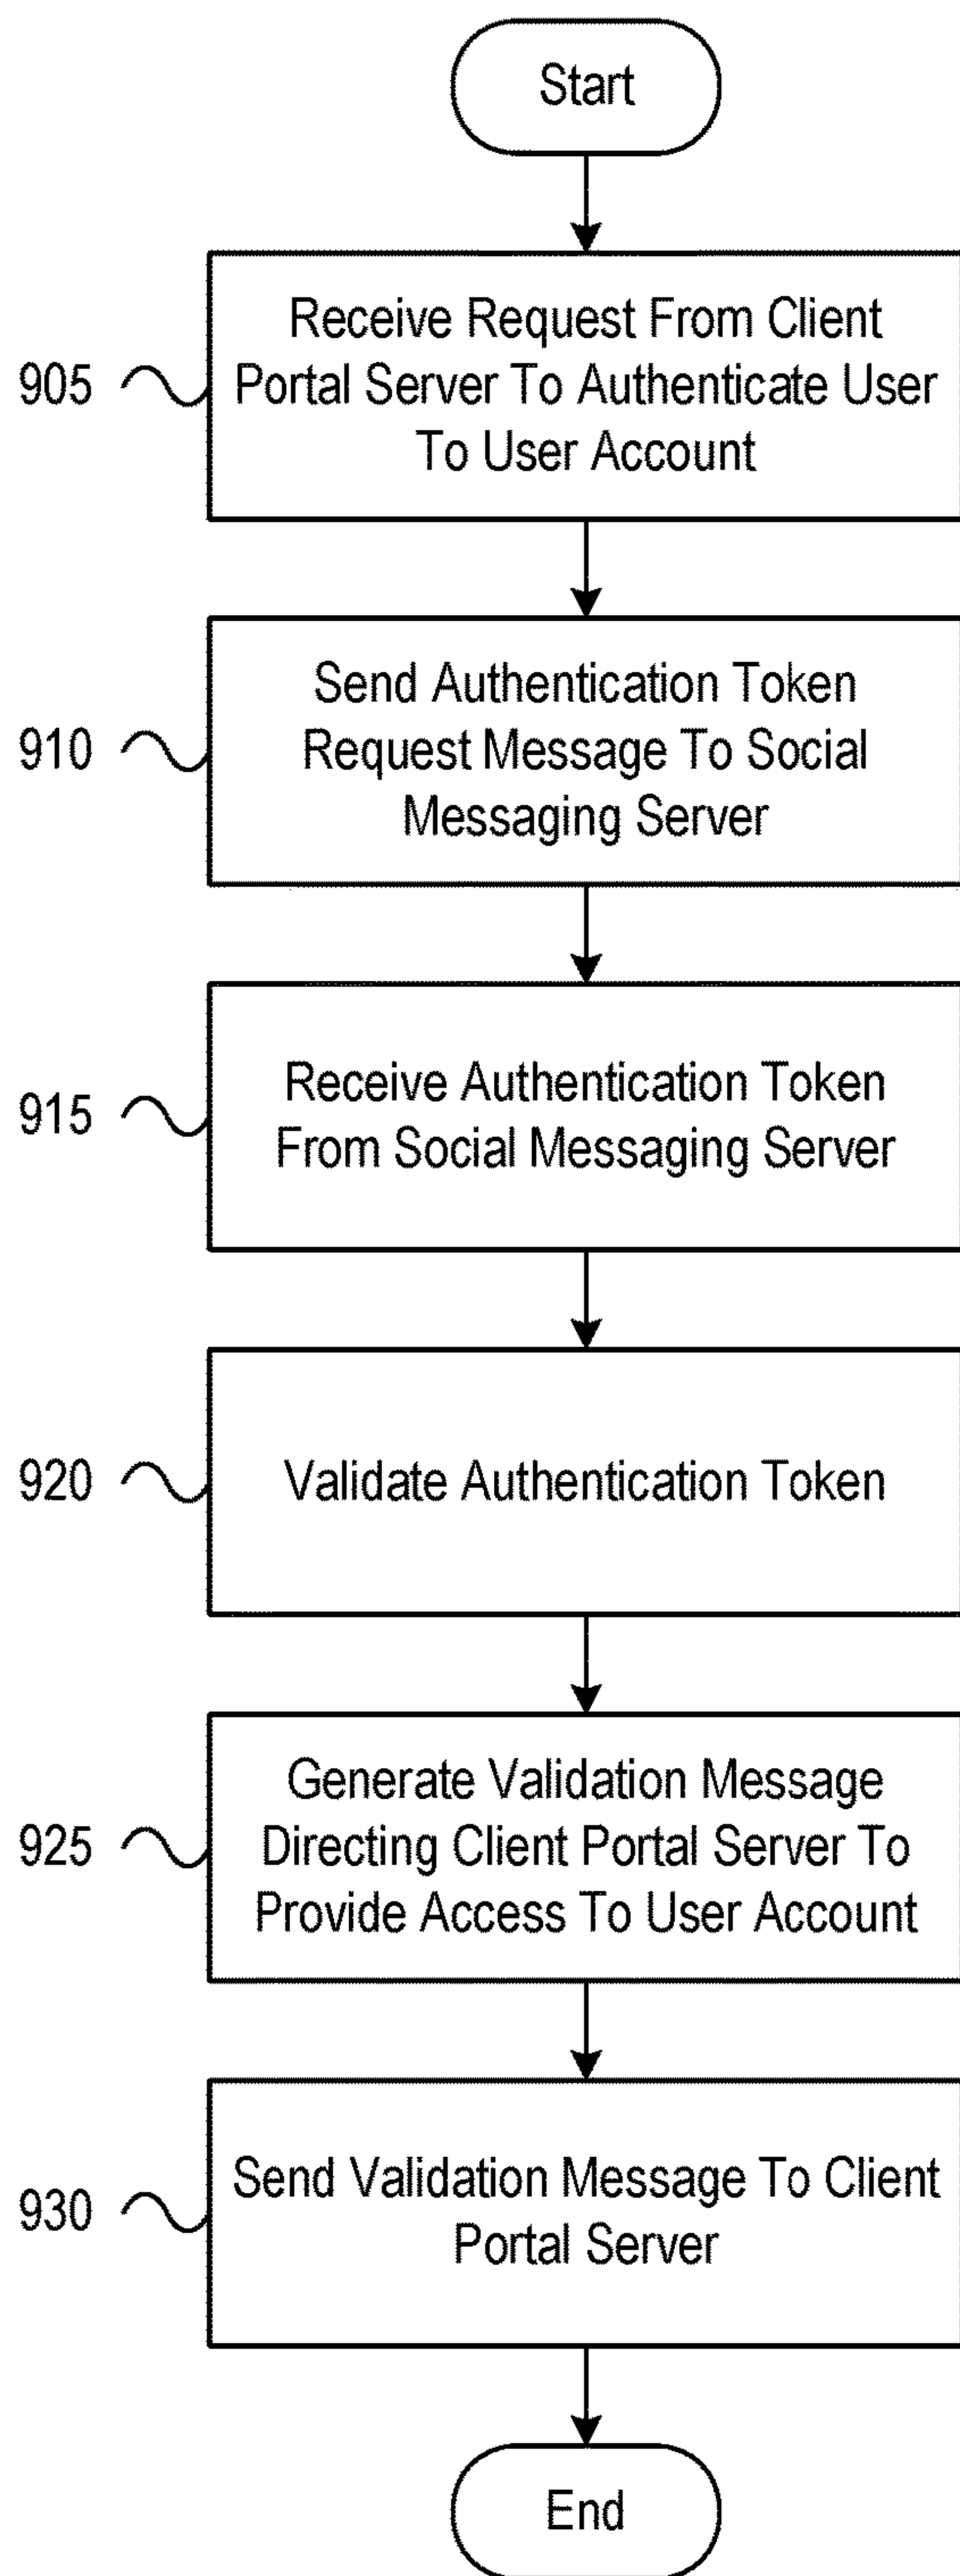 Start
Receive Request From Client
905
Portal Server To Authenticate User
To User Account
Send Authentication Token
910
Request Message To Social
Messaging Server
915
Receive Authentication Token
From Social Messaging Server
920
Validate Authentication Token
Generate Validation Message
925
Directing Client Portal Server To
Provide Access To User Account
930
Send Validation Message To Client
Portal Server
End